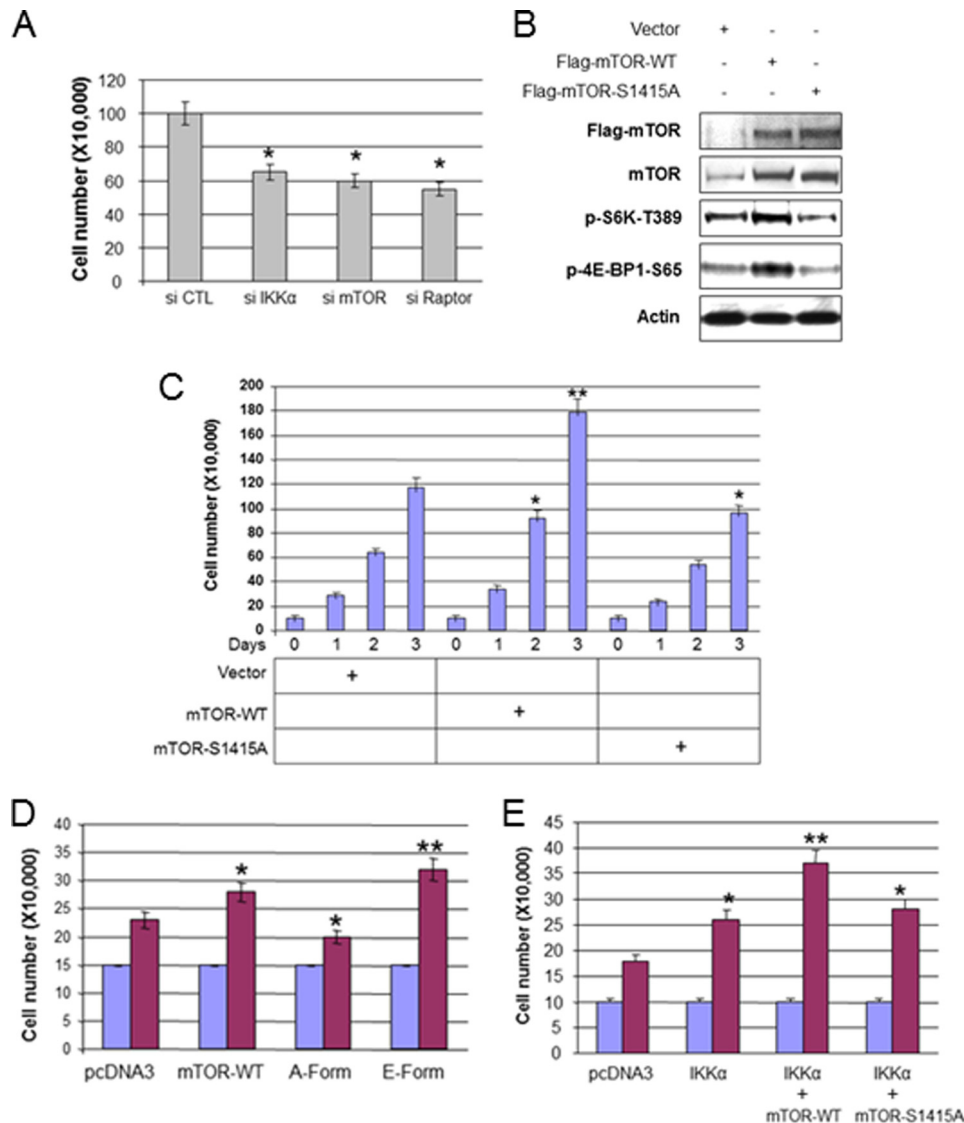 A
Cell number (X10,000)
120
100
80
60
40
20
0
* * *
si CTL si IKKα si mTOR si Raptor
B
Vector + - -
Flag-mTOR-WT - + -
Flag-mTOR-S1415A - - +
Flag-mTOR
mTOR
p-S6K-T389
p-4E-BP1-S65
Actin
C
Cell number (X10,000)
200
180
160
140
120
100
80
60
40
20
0
* ** *
Days 0 1 2 3 0 1 2 3 0 1 2 3
Vector +
mTOR-WT +
mTOR-S1415A +
D
Cell number (X10,000)
40
35
30
25
20
15
15
10
5
0
* * **
pcDNA3 mTOR-WT A-Form E-Form
E
Cell number (X10,000)
45
40
35
30
25
20
15
10
5
0
* ** *
pcDNA3 IKKα IKKα IKKα
+ +
mTOR-WT mTOR-S1415A